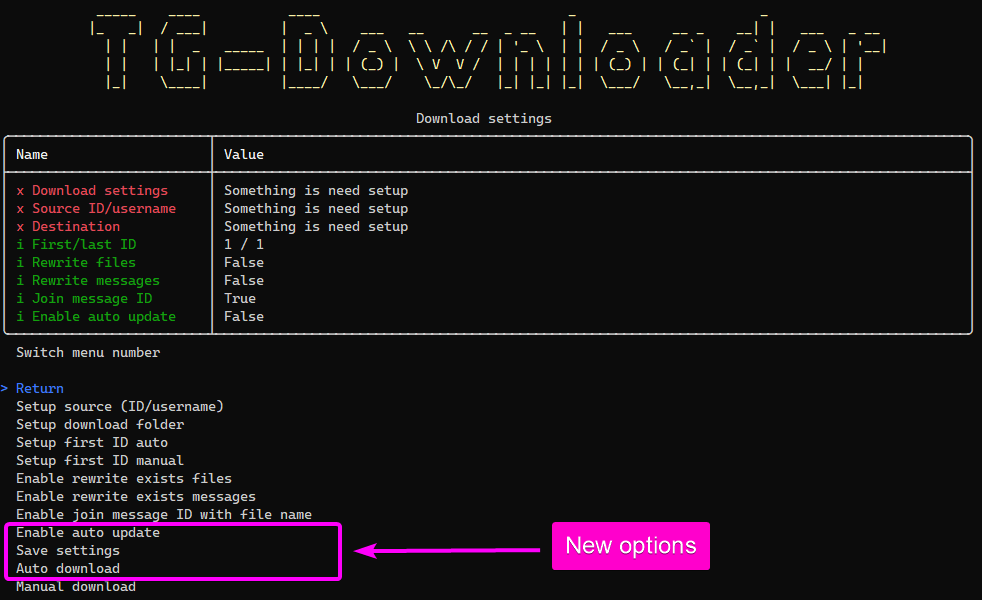 TG-Downloader
Download settings
Name Value
x Download settings Something is need setup
x Source ID/username Something is need setup
x Destination Something is need setup
i First/last ID 1 / 1
i Rewrite files False
i Rewrite messages False
i Join message ID True
i Enable auto update False
Switch menu number
> Return
Setup source (ID/username)
Setup download folder
Setup first ID auto
Setup first ID manual
Enable rewrite exists files
Enable rewrite exists messages
Enable join message ID with file name
Enable auto update
Save settings
New options
Auto download
Manual download